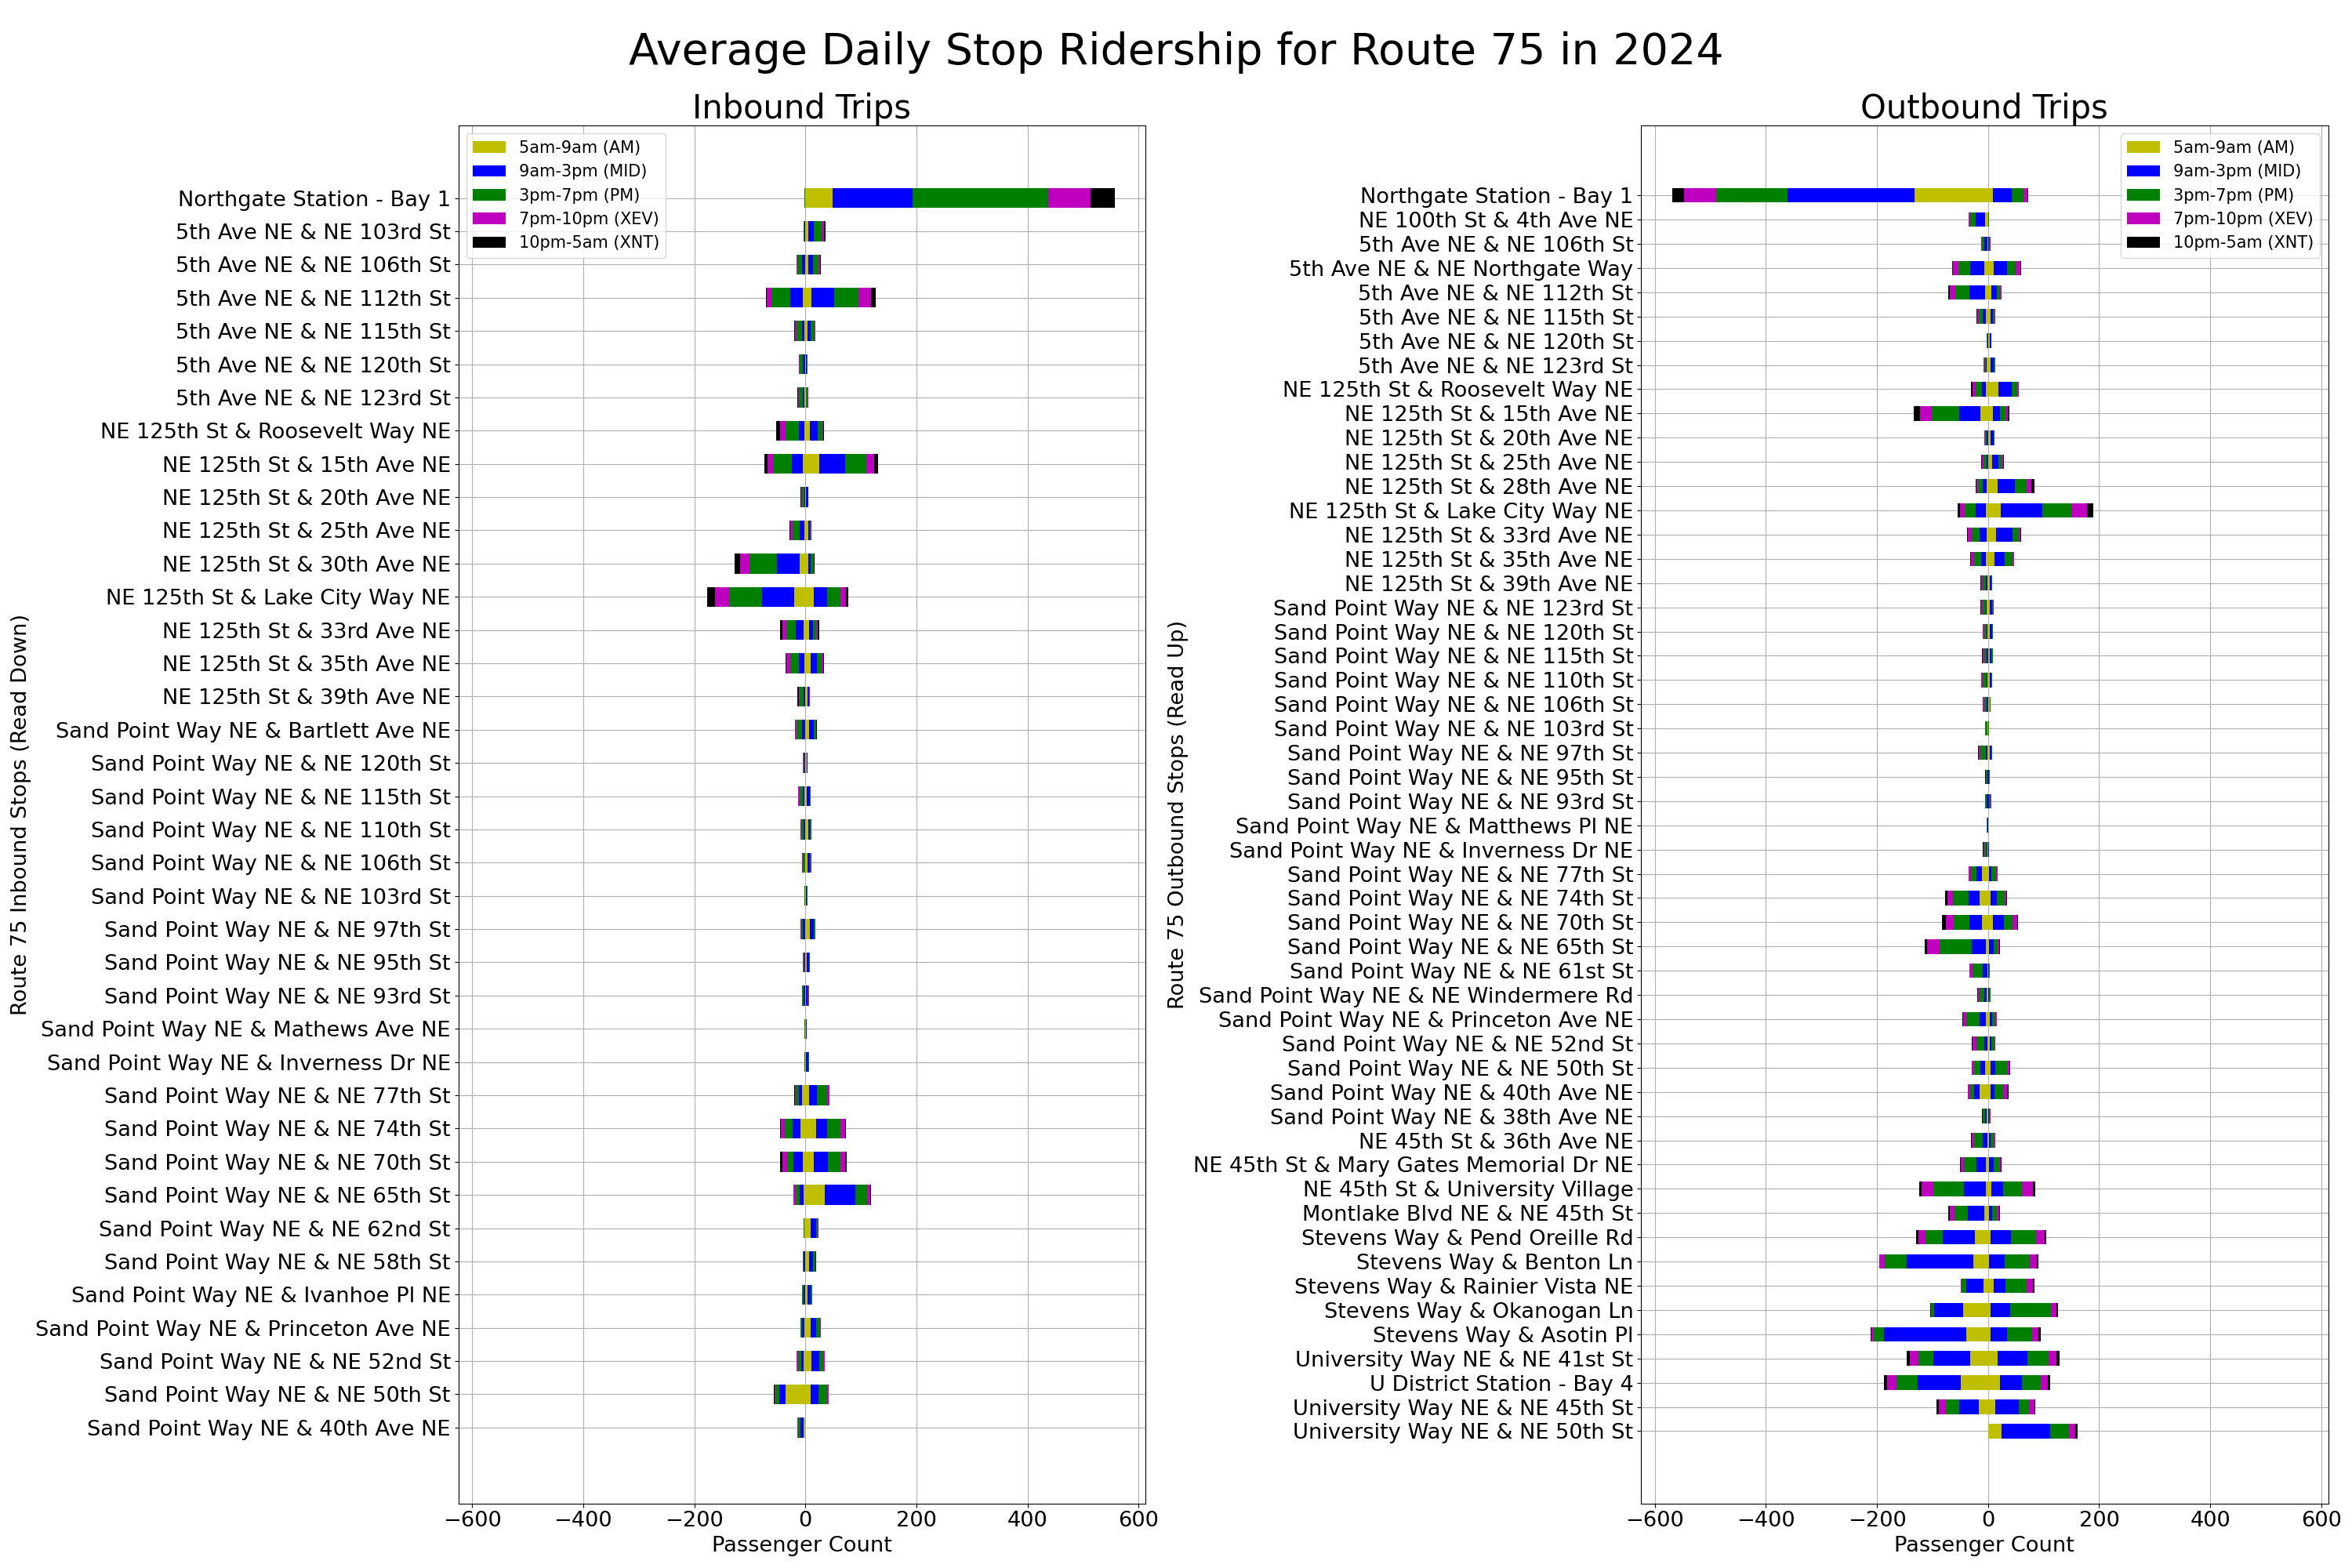 Average Daily Stop Ridership for Route 75 in 2024
Inbound Trips
5am-9am (AM)
9am-3pm (MID)
3pm-7pm (PM)
7pm-10pm (XEV)
10pm-5am (XNT)
Route 75 Inbound Stops (Read Down)
Northgate Station - Bay 1
5th Ave NE & NE 103rd St
5th Ave NE & NE 106th St
5th Ave NE & NE 112th St
5th Ave NE & NE 115th St
5th Ave NE & NE 120th St
5th Ave NE & NE 123rd St
NE 125th St & Roosevelt Way NE
NE 125th St & 15th Ave NE
NE 125th St & 20th Ave NE
NE 125th St & 25th Ave NE
NE 125th St & 30th Ave NE
NE 125th St & Lake City Way NE
NE 125th St & 33rd Ave NE
NE 125th St & 35th Ave NE
NE 125th St & 39th Ave NE
Sand Point Way NE & Bartlett Ave NE
Sand Point Way NE & NE 120th St
Sand Point Way NE & NE 115th St
Sand Point Way NE & NE 110th St
Sand Point Way NE & NE 106th St
Sand Point Way NE & NE 103rd St
Sand Point Way NE & NE 97th St
Sand Point Way NE & NE 95th St
Sand Point Way NE & NE 93rd St
Sand Point Way NE & Mathews Ave NE
Sand Point Way NE & Inverness Dr NE
Sand Point Way NE & NE 77th St
Sand Point Way NE & NE 74th St
Sand Point Way NE & NE 70th St
Sand Point Way NE & NE 65th St
Sand Point Way NE & NE 62nd St
Sand Point Way NE & NE 58th St
Sand Point Way NE & Ivanhoe Pl NE
Sand Point Way NE & Princeton Ave NE
Sand Point Way NE & NE 52nd St
Sand Point Way NE & NE 50th St
Sand Point Way NE & 40th Ave NE
−600 −400 −200 0 200 400 600
Passenger Count
Outbound Trips
5am-9am (AM)
9am-3pm (MID)
3pm-7pm (PM)
7pm-10pm (XEV)
10pm-5am (XNT)
Route 75 Outbound Stops (Read Up)
Northgate Station - Bay 1
NE 100th St & 4th Ave NE
5th Ave NE & NE 106th St
5th Ave NE & NE Northgate Way
5th Ave NE & NE 112th St
5th Ave NE & NE 115th St
5th Ave NE & NE 120th St
5th Ave NE & NE 123rd St
NE 125th St & Roosevelt Way NE
NE 125th St & 15th Ave NE
NE 125th St & 20th Ave NE
NE 125th St & 25th Ave NE
NE 125th St & 28th Ave NE
NE 125th St & Lake City Way NE
NE 125th St & 33rd Ave NE
NE 125th St & 35th Ave NE
NE 125th St & 39th Ave NE
Sand Point Way NE & NE 123rd St
Sand Point Way NE & NE 120th St
Sand Point Way NE & NE 115th St
Sand Point Way NE & NE 110th St
Sand Point Way NE & NE 106th St
Sand Point Way NE & NE 103rd St
Sand Point Way NE & NE 97th St
Sand Point Way NE & NE 95th St
Sand Point Way NE & NE 93rd St
Sand Point Way NE & Matthews Pl NE
Sand Point Way NE & Inverness Dr NE
Sand Point Way NE & NE 77th St
Sand Point Way NE & NE 74th St
Sand Point Way NE & NE 70th St
Sand Point Way NE & NE 65th St
Sand Point Way NE & NE 61st St
Sand Point Way NE & NE Windermere Rd
Sand Point Way NE & Princeton Ave NE
Sand Point Way NE & NE 52nd St
Sand Point Way NE & NE 50th St
Sand Point Way NE & 40th Ave NE
Sand Point Way NE & 38th Ave NE
NE 45th St & 36th Ave NE
NE 45th St & Mary Gates Memorial Dr NE
NE 45th St & University Village
Montlake Blvd NE & NE 45th St
Stevens Way & Pend Oreille Rd
Stevens Way & Benton Ln
Stevens Way & Rainier Vista NE
Stevens Way & Okanogan Ln
Stevens Way & Asotin Pl
University Way NE & NE 41st St
U District Station - Bay 4
University Way NE & NE 45th St
University Way NE & NE 50th St
−600 −400 −200 0 200 400 600
Passenger Count